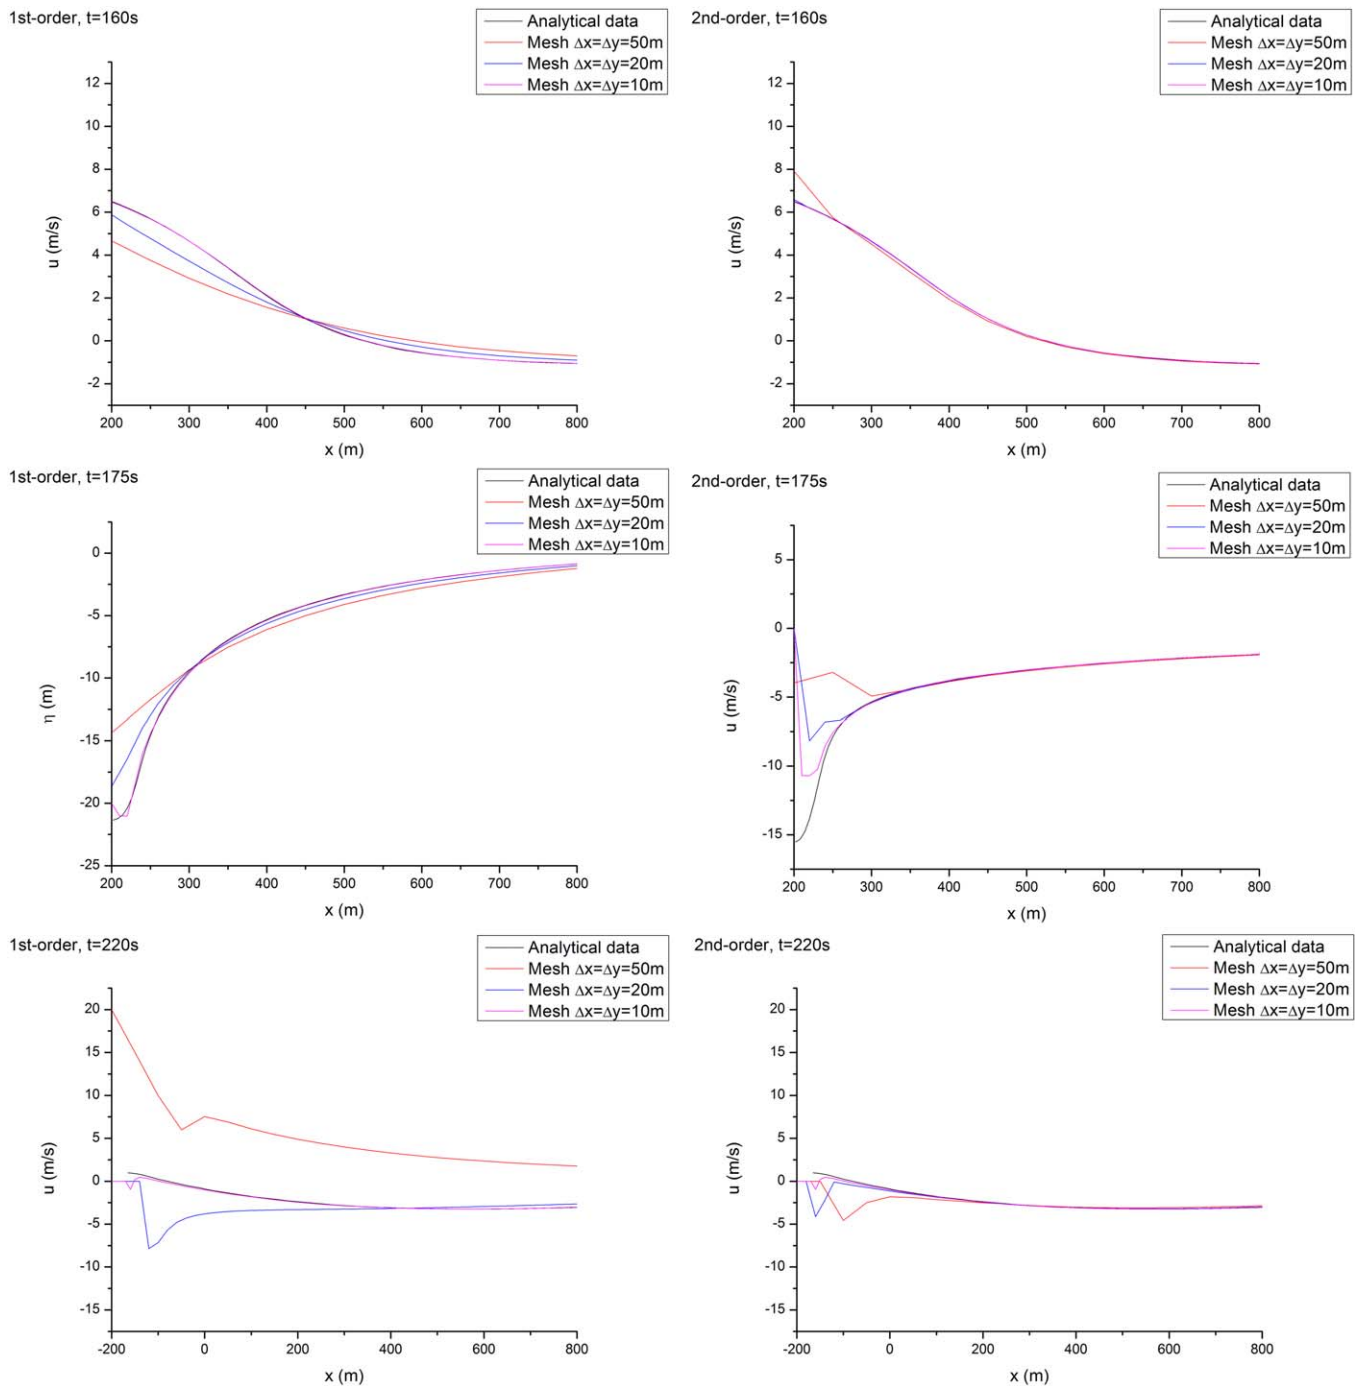 1st-order, t=160s
Analytical data
Mesh Δx=Δy=50m
Mesh Δx=Δy=20m
Mesh Δx=Δy=10m
12
10
8
6
4
2
0
-2
u (m/s)
200 300 400 500 600 700 800
x (m)
2nd-order, t=160s
Analytical data
Mesh Δx=Δy=50m
Mesh Δx=Δy=20m
Mesh Δx=Δy=10m
12
10
8
6
4
2
0
-2
u (m/s)
200 300 400 500 600 700 800
x (m)
1st-order, t=175s
Analytical data
Mesh Δx=Δy=50m
Mesh Δx=Δy=20m
Mesh Δx=Δy=10m
0
-5
-10
-15
-20
-25
η (m)
200 300 400 500 600 700 800
x (m)
2nd-order, t=175s
Analytical data
Mesh Δx=Δy=50m
Mesh Δx=Δy=20m
Mesh Δx=Δy=10m
5
0
-5
-10
-15
u (m/s)
200 300 400 500 600 700 800
x (m)
1st-order, t=220s
Analytical data
Mesh Δx=Δy=50m
Mesh Δx=Δy=20m
Mesh Δx=Δy=10m
20
15
10
5
0
-5
-10
-15
u (m/s)
-200 0 200 400 600 800
x (m)
2nd-order, t=220s
Analytical data
Mesh Δx=Δy=50m
Mesh Δx=Δy=20m
Mesh Δx=Δy=10m
20
15
10
5
0
-5
-10
-15
u (m/s)
-200 0 200 400 600 800
x (m)